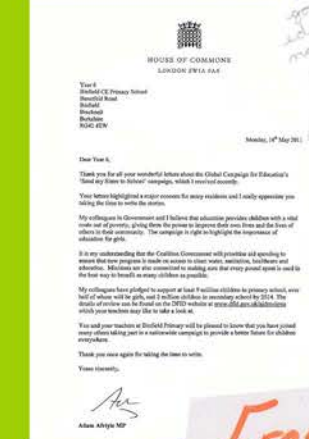 HOUSE OF COMMONS
LONDON SW1A 0AA
Year 6
Binfield CE Primary School
Benetfeld Road
Binfield
Bracknell
Berkshire
RG42 4EW
Monday, 16th May 2011
Dear Year 6,
Thank you for all your wonderful letters about the Global Campaign for Education's
'Send my Sister to School' campaign, which I received recently.
Your letters highlighted a major concern for many residents and I really appreciate you
taking the time to write the stories.
My colleagues in Government and I believe that education provides children with a vital
route out of poverty, giving them the power to improve their own lives and the lives of
others in their community. The campaign is right to highlight the importance of
education for girls.
It is my understanding that the Coalition Government will prioritise aid spending to
ensure that new progress is made on access to clean water, sanitation, healthcare and
education. Ministers are also committed to making sure that every pound spent is used in
the best way to benefit as many children as possible.
My colleagues have pledged to support at least 9 million children in primary school, over
half of whom will be girls, and 2 million children in secondary school by 2014. The
details of review can be found on the DFID website at www.dfid.gov.uk/
which your teachers may like to take a look at.
You and your teachers at Binfield Primary will be pleased to know that you have joined
many others taking part in a nationwide campaign to provide a better future for children
everywhere.
Thank you once again for taking the time to write.
Yours sincerely,
Adam Afriyie MP